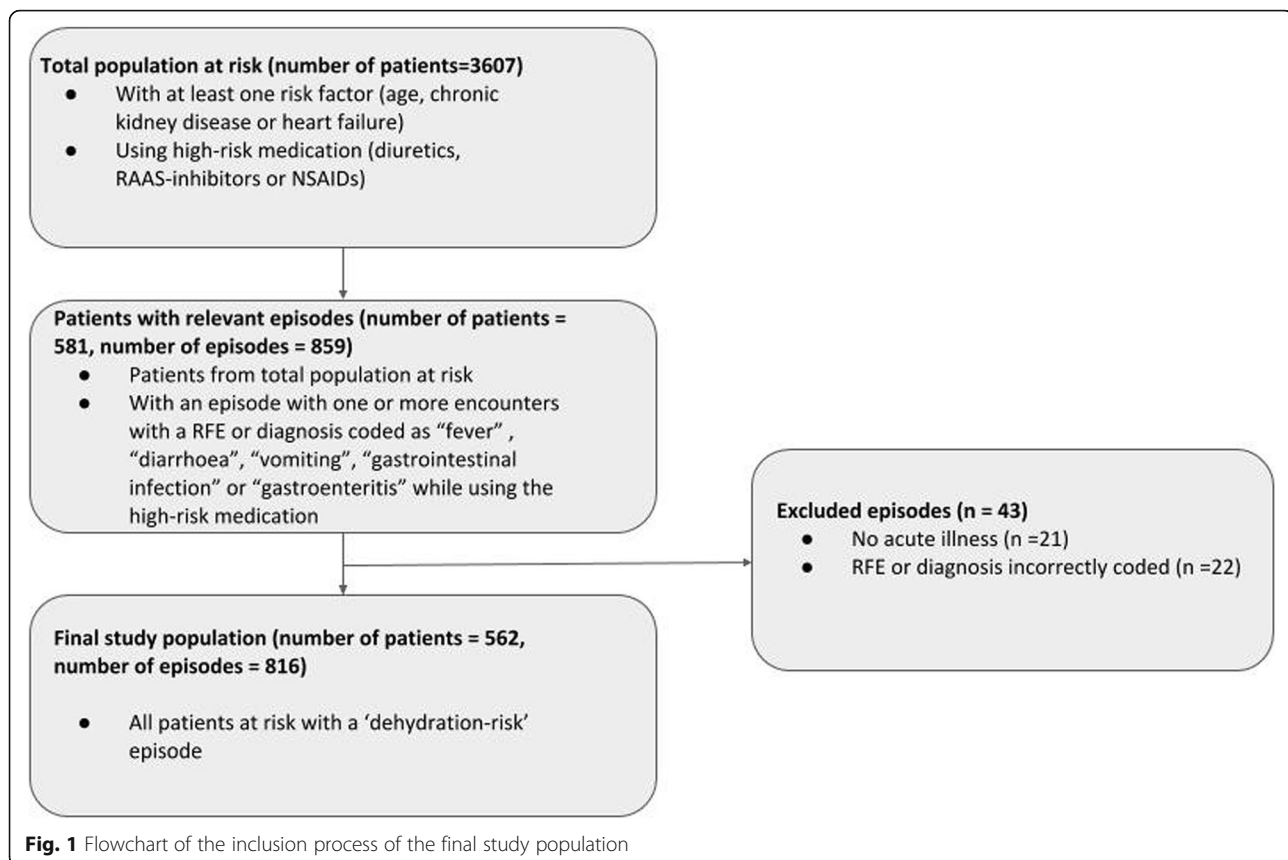 Total population at risk (number of patients=3607)
● With at least one risk factor (age, chronic
kidney disease or heart failure)
● Using high-risk medication (diuretics,
RAAS-inhibitors or NSAIDs)
Patients with relevant episodes (number of patients =
581, number of episodes = 859)
● Patients from total population at risk
● With an episode with one or more encounters
with a RFE or diagnosis coded as “fever” ,
“diarrhoea”, “vomiting”, “gastrointestinal
infection” or “gastroenteritis” while using the
high-risk medication
Excluded episodes (n = 43)
● No acute illness (n =21)
● RFE or diagnosis incorrectly coded (n =22)
Final study population (number of patients = 562,
number of episodes = 816)
● All patients at risk with a ‘dehydration-risk’
episode
Fig. 1 Flowchart of the inclusion process of the final study population